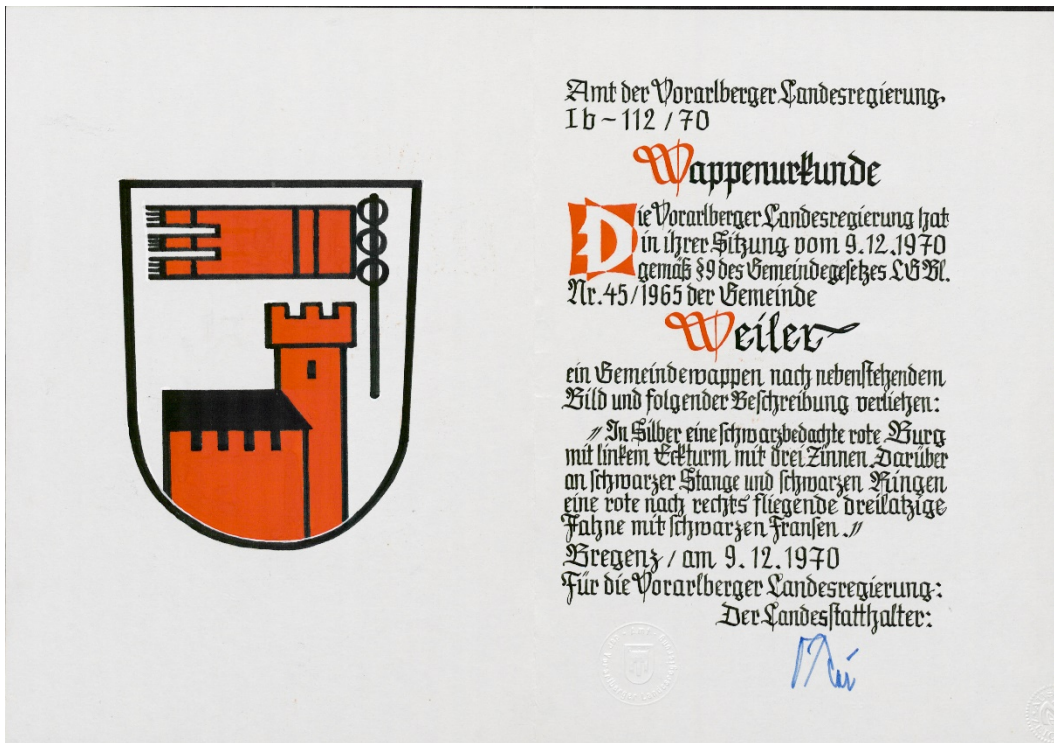 Amt der Vorarlberger Landesregierung.
Ib-112/70
Wappenurkunde
Die Vorarlberger Landesregierung hat
in ihrer Sitzung vom 9.12.1970
gemäß §9 des Gemeindegesetzes LGBl.
Nr.45/1965 der Gemeinde
Weiler
ein Gemeindewappen nach nebenstehendem
Bild und folgender Beschreibung verliehen:
"In Silber eine schwarzbedachte rote Burg
mit linkem Eckturm mit drei Zinnen. Darüber
an schwarzer Stange und schwarzen Ringen
eine rote nach rechts fliegende dreilatzige
Fahne mit schwarzen Fransen."
Bregenz, am 9.12.1970
Für die Vorarlberger Landesregierung:
Der Landesstatthalter: